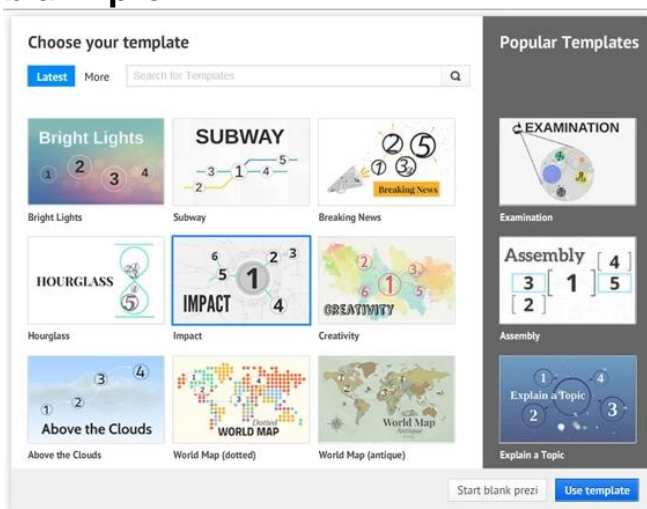 Choose your template
Popular Templates
Latest More Search for Templates
Bright Lights
1 2 3 4
Bright Lights
SUBWAY
2 3 1 4 5
Subway
2 5 1 3
Breaking News
Breaking News
EXAMINATION
Examination
HOURGLASS
5
Hourglass
6 5 1 2 3 4
IMPACT
Impact
2 3 1 6 5
CREATIVITY
Creativity
Assembly [ 4 ]
[ 3 [ 1 ] 5 ]
[ 2 ]
Assembly
1 2 3 4
Above the Clouds
Above the Clouds
Dotted
WORLD MAP
World Map (dotted)
World Map
Antique
World Map (antique)
1 4
Explain a Topic
2 3
Explain a Topic
Start blank prezi Use template